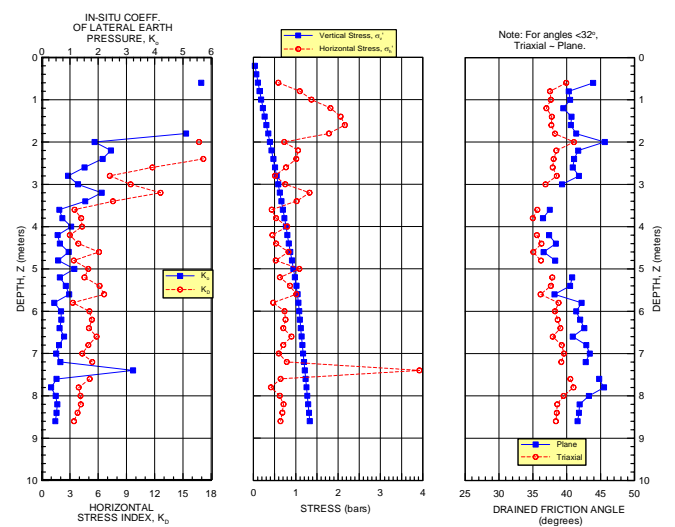 IN-SITU COEFF.
OF LATERAL EARTH
PRESSURE, Ko
0 1 2 3 4 5 6
0
1
2
3
4
5
6
7
8
9
10
DEPTH, Z (meters)
Ko
KD
0 3 6 9 12 15 18
HORIZONTAL
STRESS INDEX, KD
Vertical Stress, σv'
Horizontal Stress, σh'
0 1 2 3 4
STRESS (bars)
Note: For angles <32°,
Triaxial ~ Plane.
0
1
2
3
4
5
6
7
8
9
10
DEPTH, Z (meters)
Plane
Triaxial
25 30 35 40 45 50
DRAINED FRICTION ANGLE
(degrees)